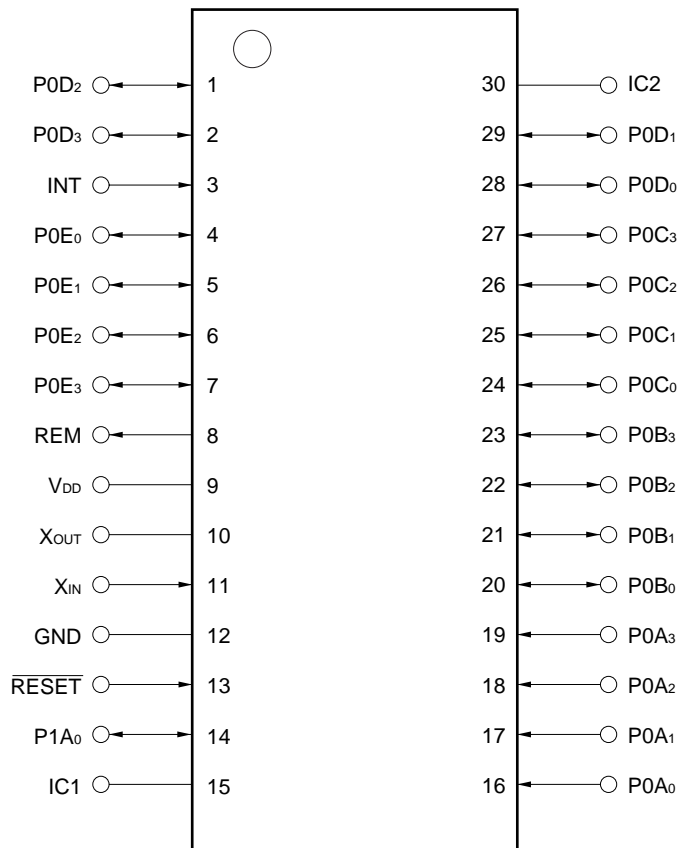 P0D₂ 1 30 IC2
P0D₃ 2 29 P0D₁
INT 3 28 P0D₀
P0E₀ 4 27 P0C₃
P0E₁ 5 26 P0C₂
P0E₂ 6 25 P0C₁
P0E₃ 7 24 P0C₀
REM 8 23 P0B₃
VDD 9 22 P0B₂
XOUT 10 21 P0B₁
XIN 11 20 P0B₀
GND 12 19 P0A₃
R̅E̅S̅E̅T̅ 13 18 P0A₂
P1A₀ 14 17 P0A₁
IC1 15 16 P0A₀